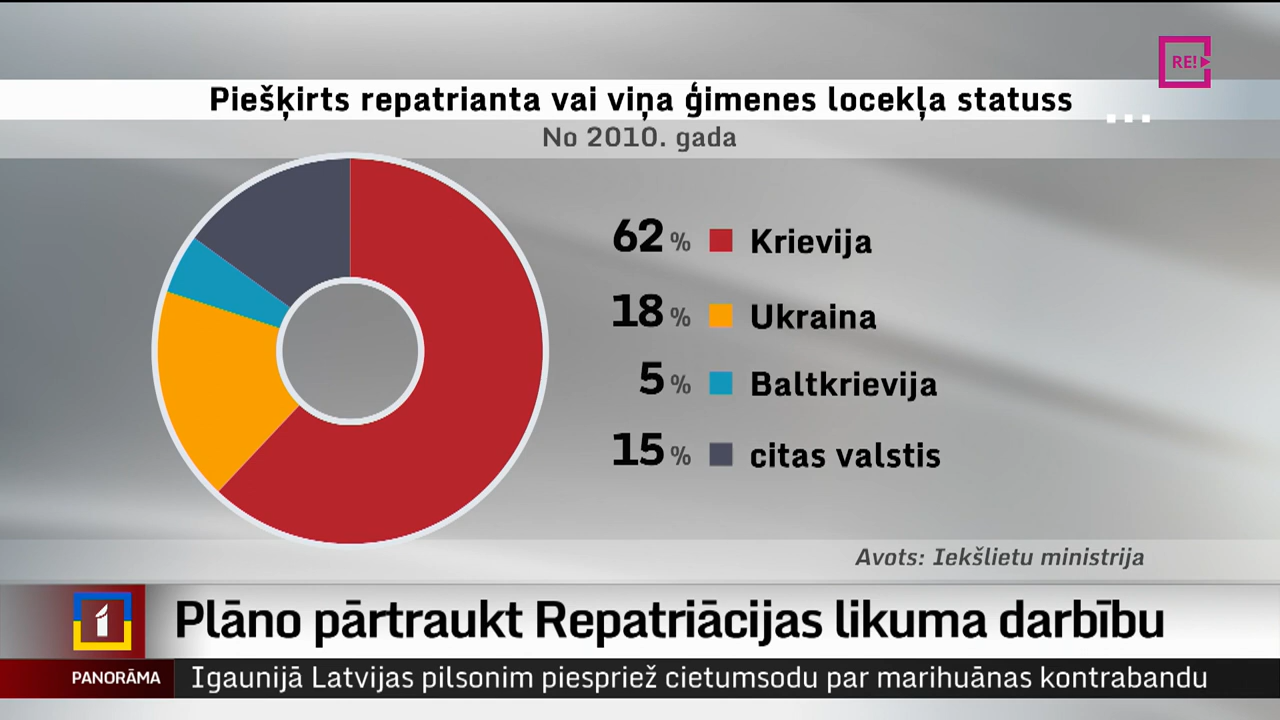 RE!
Piešķirts repatrianta vai viņa ģimenes locekļa statuss
No 2010. gada
62 % Krievija
18 % Ukraina
5 % Baltkrievija
15 % citas valstis
Avots: Iekšlietu ministrija
1 Plāno pārtraukt Repatriācijas likuma darbību
PANORĀMA Igaunijā Latvijas pilsonim piespriež cietumsodu par marihuānas kontrabandu